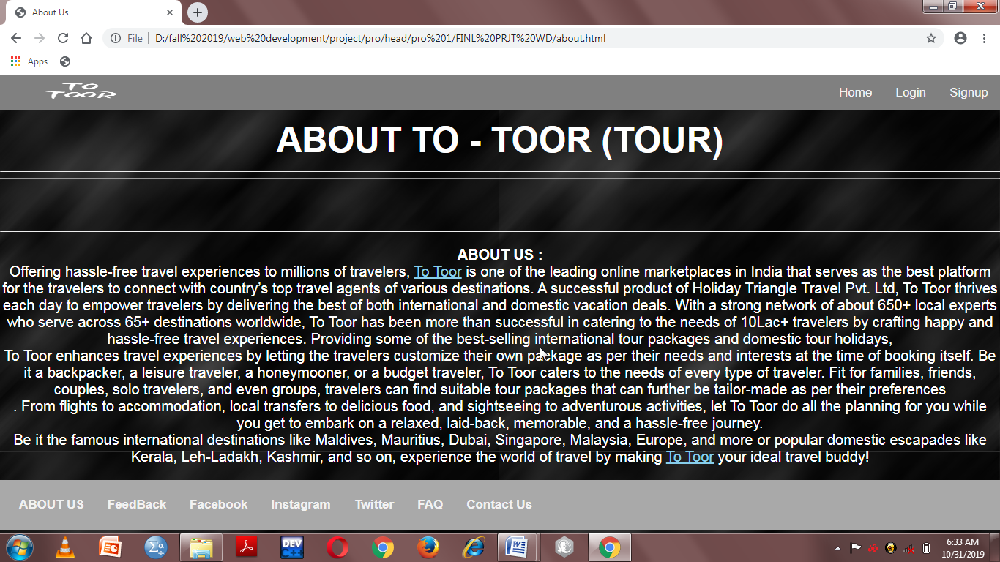 About Us
File
D:/fall%202019/web%20development/project/pro/head/pro%201/FINL%20PRJT%20WD/about.html
Apps
TO
TOOR
Home
Login
Signup
ABOUT TO - TOOR (TOUR)
ABOUT US :
Offering hassle-free travel experiences to millions of travelers, To Toor is one of the leading online marketplaces in India that serves as the best platform
for the travelers to connect with country’s top travel agents of various destinations. A successful product of Holiday Triangle Travel Pvt. Ltd, To Toor thrives
each day to empower travelers by delivering the best of both international and domestic vacation deals. With a strong network of about 650+ local experts
who serve across 65+ destinations worldwide, To Toor has been more than successful in catering to the needs of 10Lac+ travelers by crafting happy and
hassle-free travel experiences. Providing some of the best-selling international tour packages and domestic tour holidays,
To Toor enhances travel experiences by letting the travelers customize their own package as per their needs and interests at the time of booking itself. Be
it a backpacker, a leisure traveler, a honeymooner, or a budget traveler, To Toor caters to the needs of every type of traveler. Fit for families, friends,
couples, solo travelers, and even groups, travelers can find suitable tour packages that can further be tailor-made as per their preferences
. From flights to accommodation, local transfers to delicious food, and sightseeing to adventurous activities, let To Toor do all the planning for you while
you get to embark on a relaxed, laid-back, memorable, and a hassle-free journey.
Be it the famous international destinations like Maldives, Mauritius, Dubai, Singapore, Malaysia, Europe, and more or popular domestic escapades like
Kerala, Leh-Ladakh, Kashmir, and so on, experience the world of travel by making To Toor your ideal travel buddy!
ABOUT US
FeedBack
Facebook
Instagram
Twitter
FAQ
Contact Us
DEV
C++
6:33 AM
10/31/2019